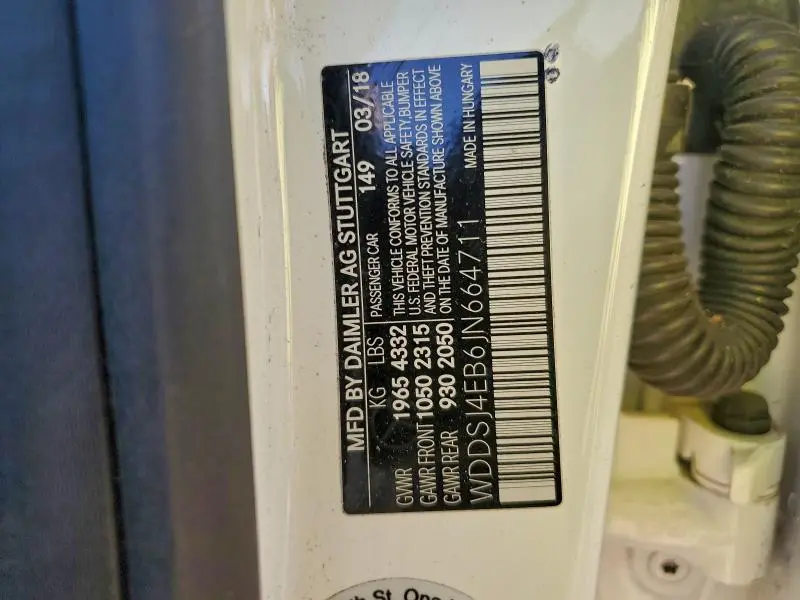 MFD BY DAIMLER AG STUTTGART
KG LBS PASSENGER CAR 149 03/18
GVWR 1965 4332
GAWR FRONT 1050 2315
GAWR REAR 930 2050
THIS VEHICLE CONFORMS TO ALL APPLICABLE
U.S. FEDERAL MOTOR VEHICLE SAFETY,BUMPER
AND THEFT PREVENTION STANDARDS IN EFFECT
ON THE DATE OF MANUFACTURE SHOWN ABOVE
WDDSJ4EB6JN664711 MADE IN HUNGARY
St. One